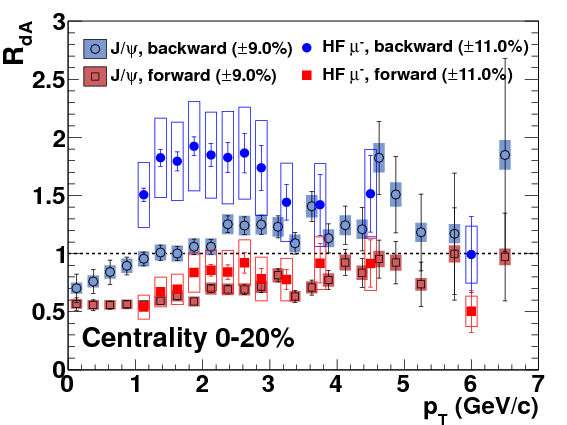 R_dA
3
2.5
2
1.5
1
0.5
0
J/ψ, backward (±9.0%)
HF μ⁻, backward (±11.0%)
J/ψ, forward (±9.0%)
HF μ⁻, forward (±11.0%)
Centrality 0-20%
0 1 2 3 4 5 6 7
p_T (GeV/c)